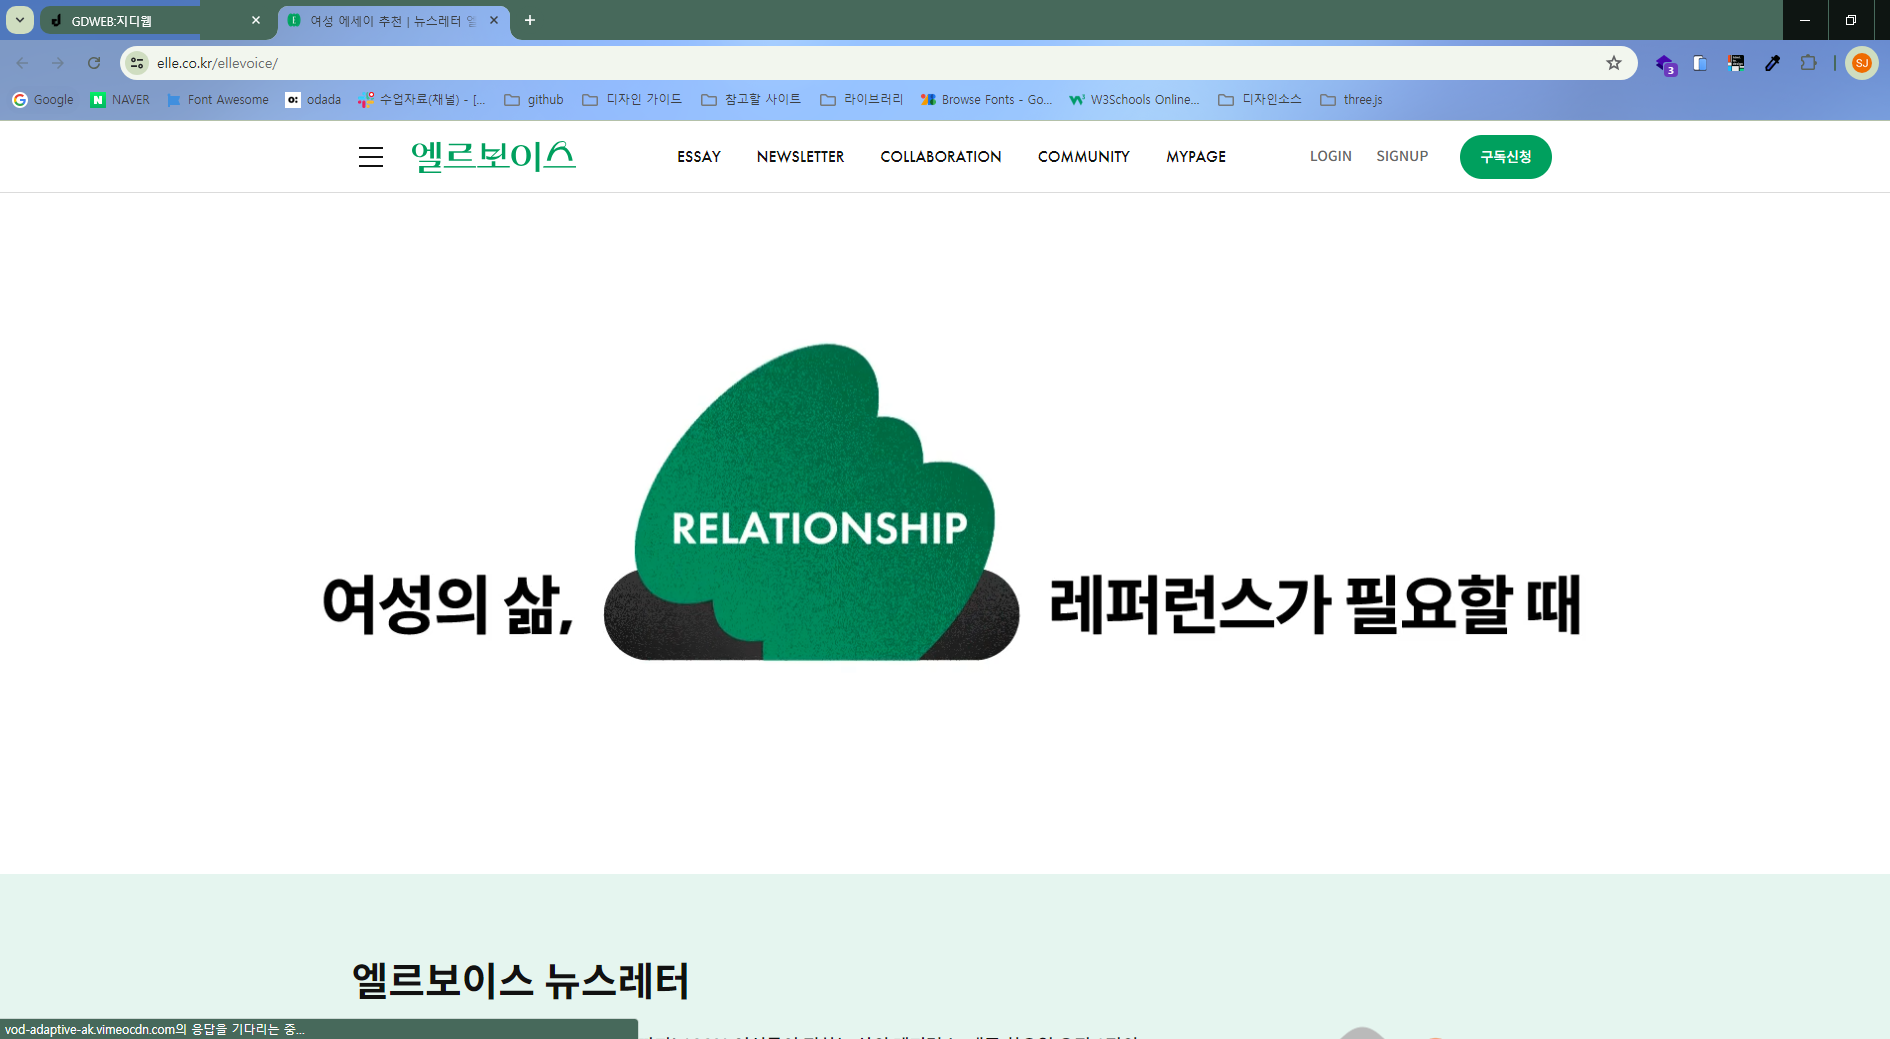 GDWEB:지디웹
여성 에세이 추천 | 뉴스레터
elle.co.kr/ellevoice/
3
SJ
Google NAVER Font Awesome odada 수업자료(채널) - [... github 디자인 가이드 참고할 사이트 라이브러리 Browse Fonts - Go... W3Schools Online... 디자인소스 three.js
엘르보이스 ESSAY NEWSLETTER COLLABORATION COMMUNITY MYPAGE LOGIN SIGNUP 구독신청
RELATIONSHIP
여성의 삶, 레퍼런스가 필요할 때
엘르보이스 뉴스레터
vod-adaptive-ak.vimeocdn.com의 응답을 기다리는 중...